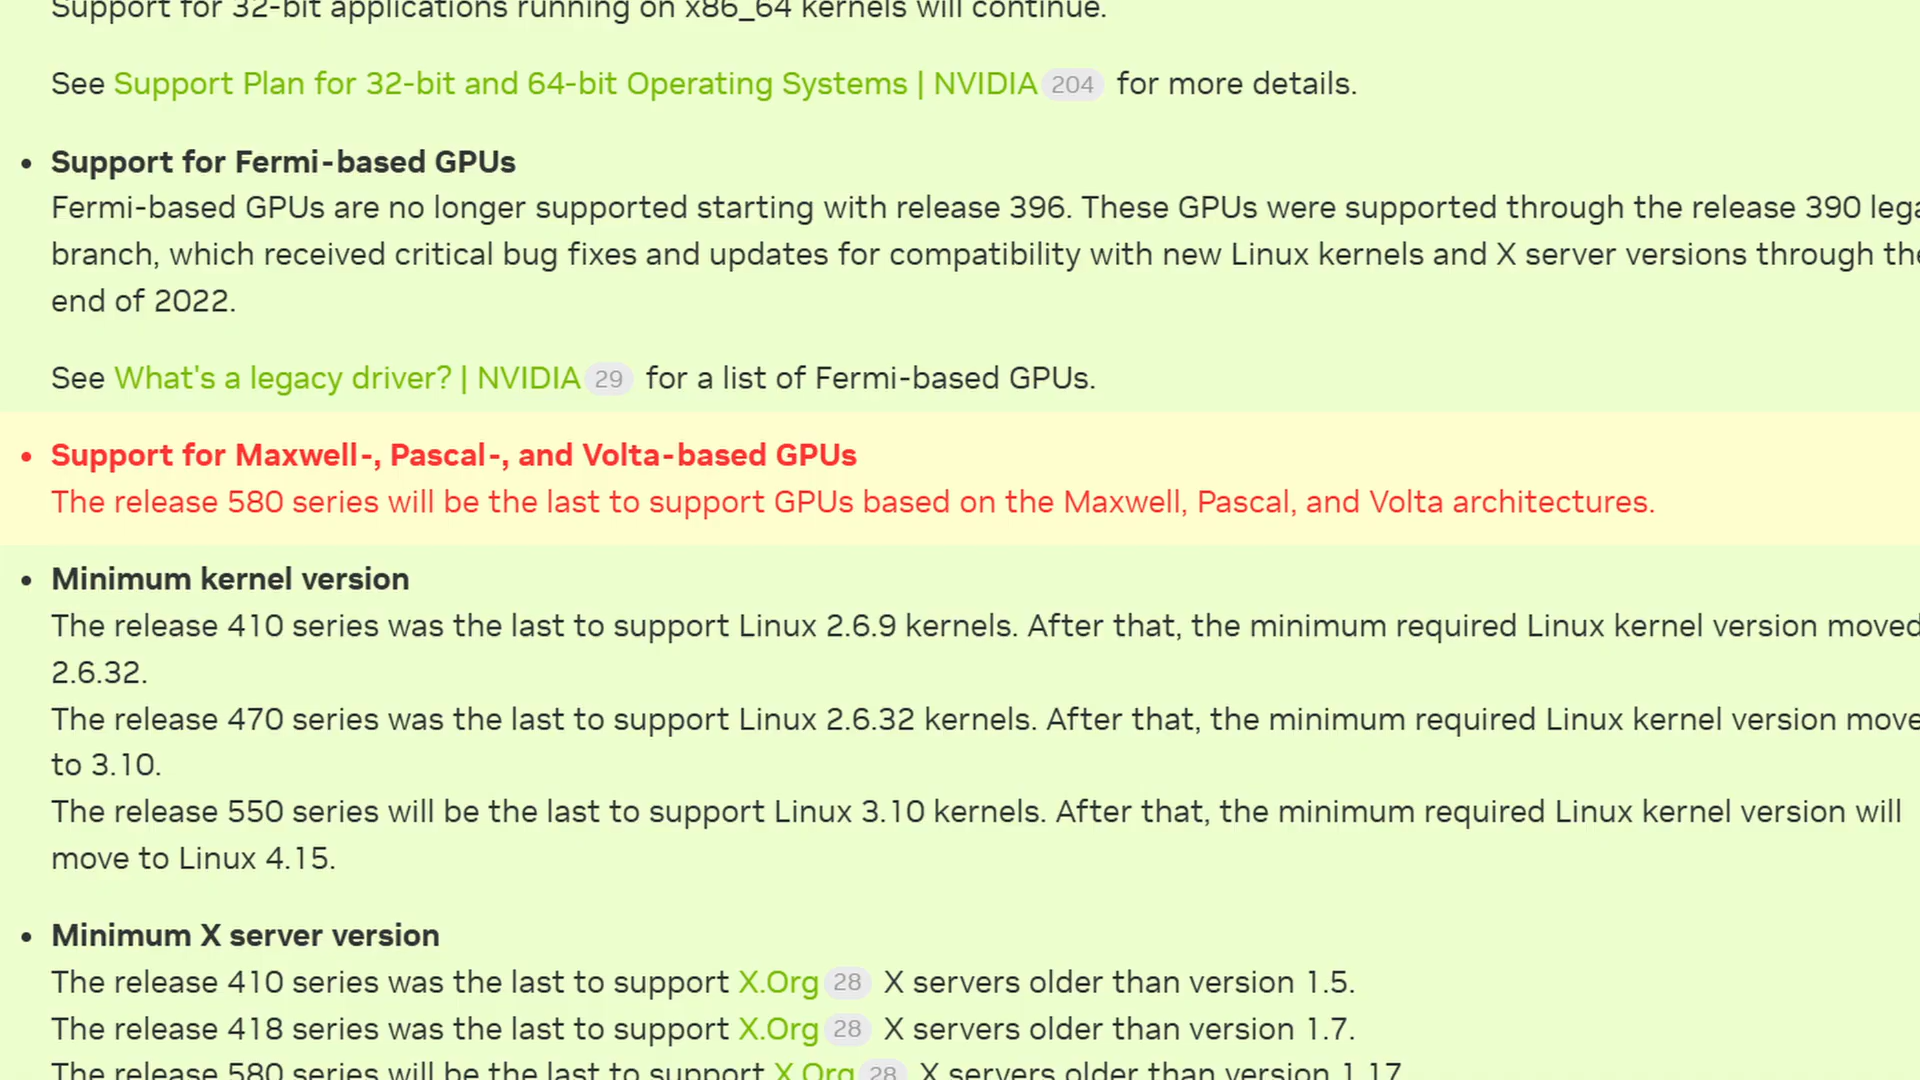 Support for 32-bit applications running on x86_64 kernels will continue.
See Support Plan for 32-bit and 64-bit Operating Systems | NVIDIA 204 for more details.
• Support for Fermi-based GPUs
Fermi-based GPUs are no longer supported starting with release 396. These GPUs were supported through the release 390
branch, which received critical bug fixes and updates for compatibility with new Linux kernels and X server versions through
end of 2022.
See What's a legacy driver? | NVIDIA 29 for a list of Fermi-based GPUs.
• Support for Maxwell-, Pascal-, and Volta-based GPUs
The release 580 series will be the last to support GPUs based on the Maxwell, Pascal, and Volta architectures.
• Minimum kernel version
The release 410 series was the last to support Linux 2.6.9 kernels. After that, the minimum required Linux kernel version moved
2.6.32.
The release 470 series was the last to support Linux 2.6.32 kernels. After that, the minimum required Linux kernel version move
to 3.10.
The release 550 series will be the last to support Linux 3.10 kernels. After that, the minimum required Linux kernel version will
move to Linux 4.15.
• Minimum X server version
The release 410 series was the last to support X.Org 28 X servers older than version 1.5.
The release 418 series was the last to support X.Org 28 X servers older than version 1.7.
The release 580 series will be the last to support X.Org 28 X servers older than version 1.17